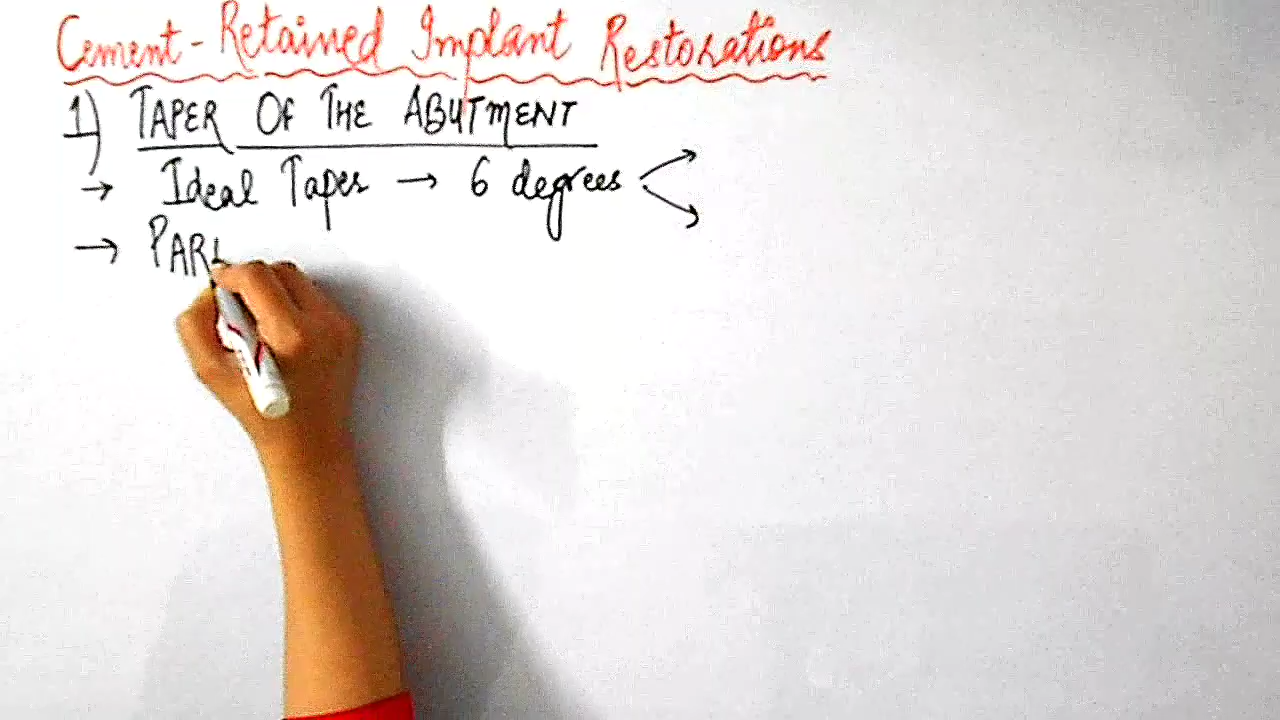 Cement-Retained Implant Restorations
1) TAPER OF THE ABUTMENT
→ Ideal Taper → 6 degrees
→ PAR